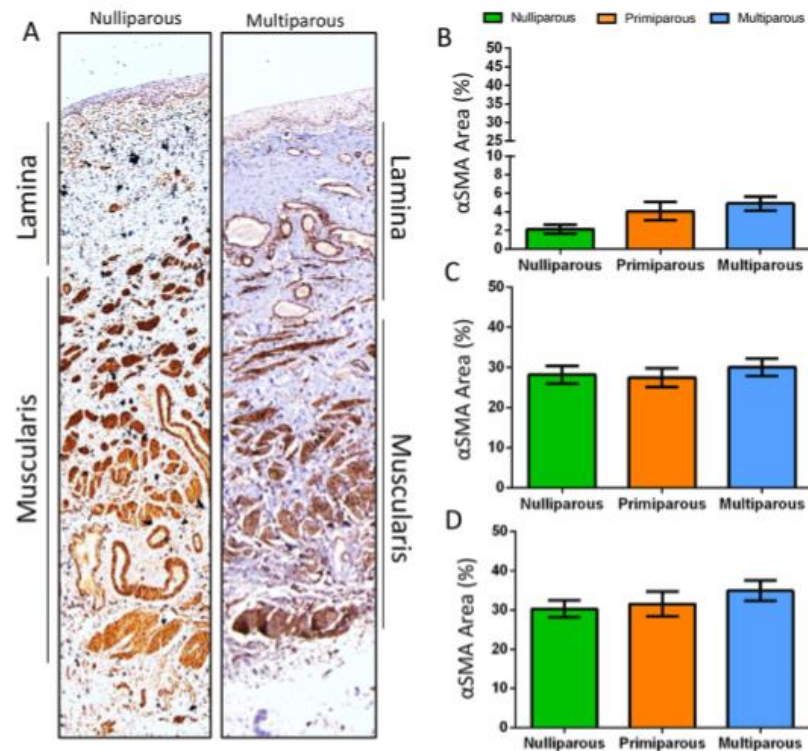 A
Nulliparous
Multiparous
Lamina
Muscularis
Lamina
Muscularis
Nulliparous Primiparous Multiparous
B
αSMA Area (%)
50
45
40
35
30
25
8
6
4
2
0
Nulliparous Primiparous Multiparous
C
αSMA Area (%)
50
40
30
20
10
0
Nulliparous Primiparous Multiparous
D
αSMA Area (%)
50
40
30
20
10
0
Nulliparous Primiparous Multiparous